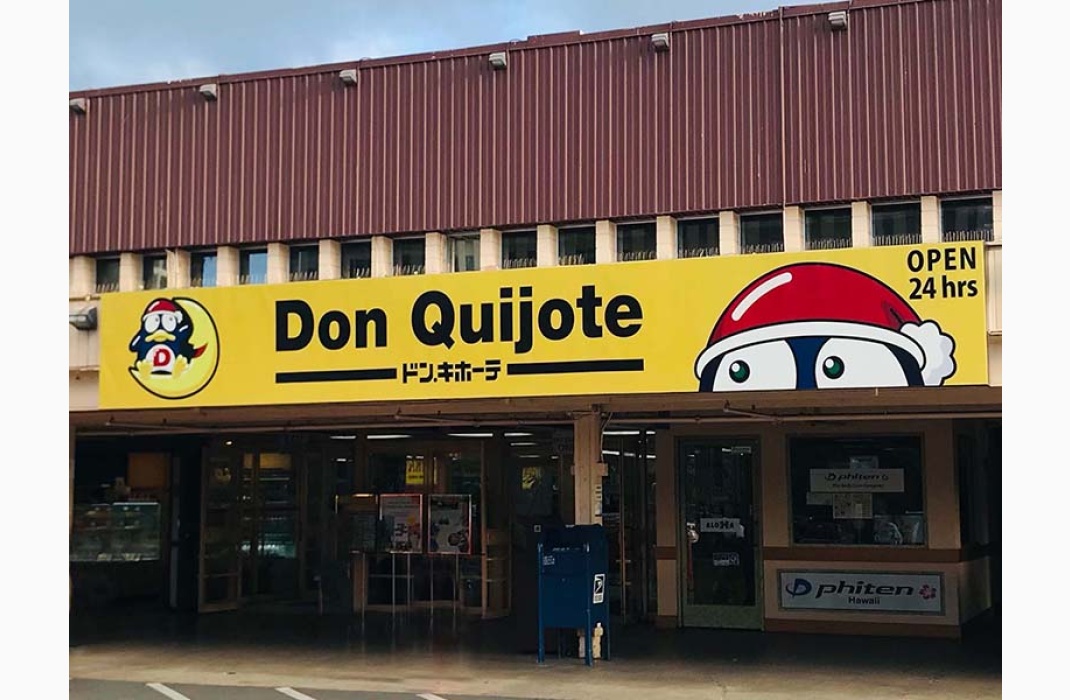 D
Don Quijote
ドン.キホーテ
OPEN
24 hrs
phiten
ALOHA
phiten
Hawaii